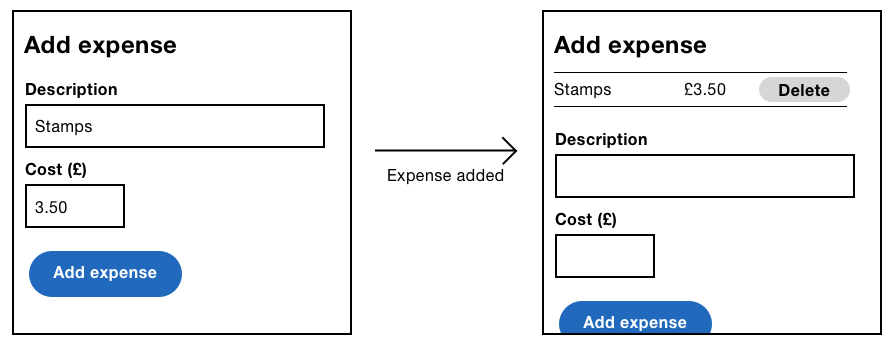 Add expense
Description
Stamps
Cost (£)
3.50
Add expense
Expense added
Add expense
Stamps £3.50 Delete
Description
Cost (£)
Add expense